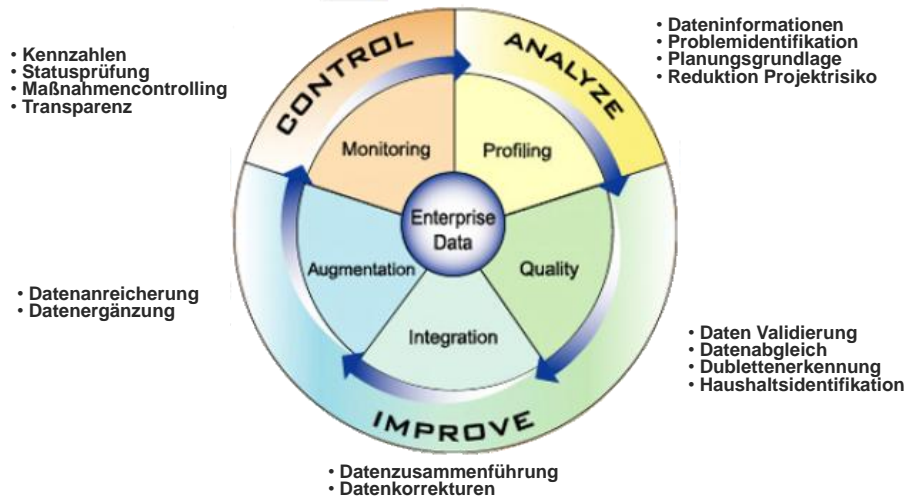 • Kennzahlen
• Statusprüfung
• Maßnahmencontrolling
• Transparenz
CONTROL
ANALYZE
• Dateninformationen
• Problemidentifikation
• Planungsgrundlage
• Reduktion Projektrisiko
Monitoring
Profiling
Enterprise
Data
Augmentation
Quality
Integration
• Datenanreicherung
• Datenergänzung
• Daten Validierung
• Datenabgleich
• Dublettenerkennung
• Haushaltsidentifikation
IMPROVE
• Datenzusammenführung
• Datenkorrekturen